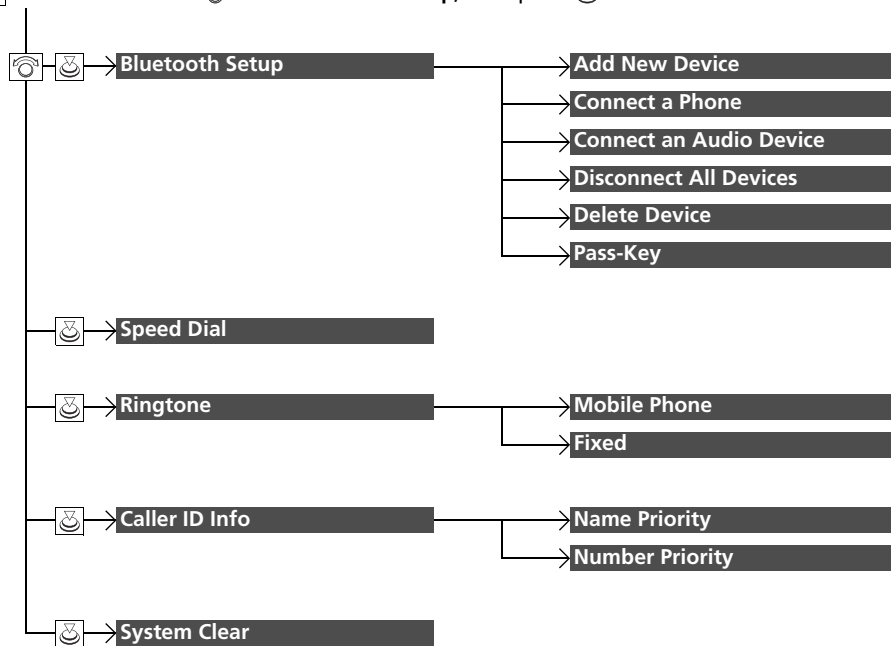 Bluetooth Setup
Add New Device
Connect a Phone
Connect an Audio Device
Disconnect All Devices
Delete Device
Pass-Key
Speed Dial
Ringtone
Mobile Phone
Fixed
Caller ID Info
Name Priority
Number Priority
System Clear